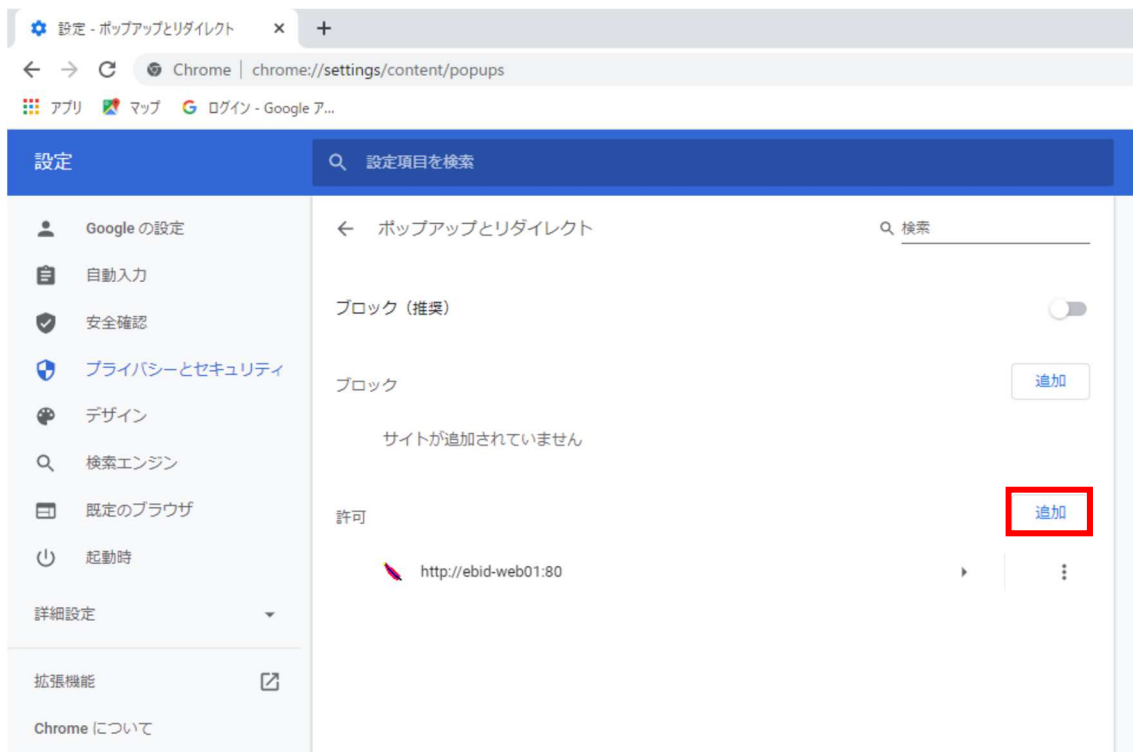 設定 - ポップアップとリダイレクト
Chrome | chrome://settings/content/popups
アプリ マップ ログイン - Google ア...
設定
設定項目を検索
Google の設定
自動入力
安全確認
プライバシーとセキュリティ
デザイン
検索エンジン
既定のブラウザ
起動時
詳細設定
拡張機能
Chrome について
ポップアップとリダイレクト
検索
ブロック（推奨）
ブロック
追加
サイトが追加されていません
許可
追加
http://ebid-web01:80